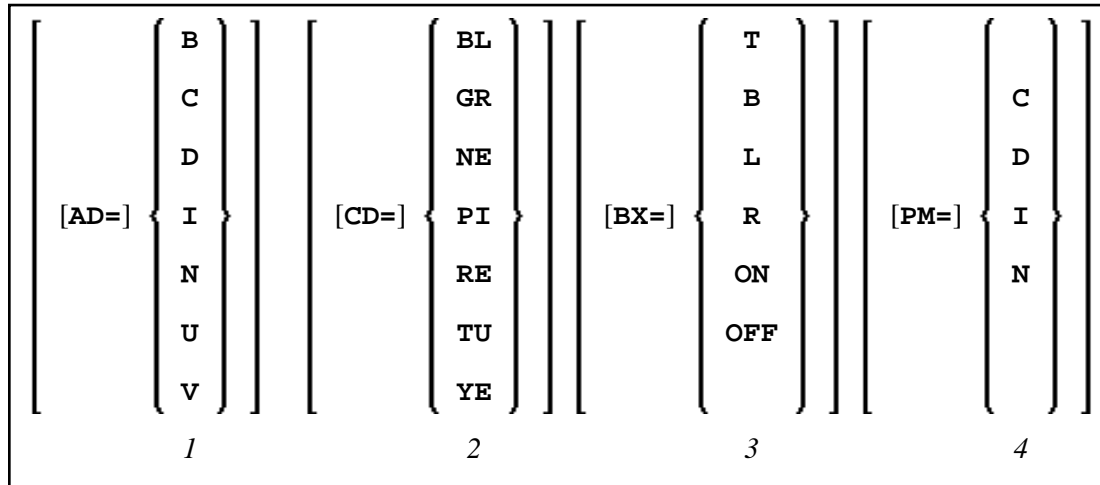 B BL T
C GR B C
D NE L D
[AD=] I [CD=] PI [BX=] R [PM=] I
N RE ON N
U TU OFF
V YE
1 2 3 4